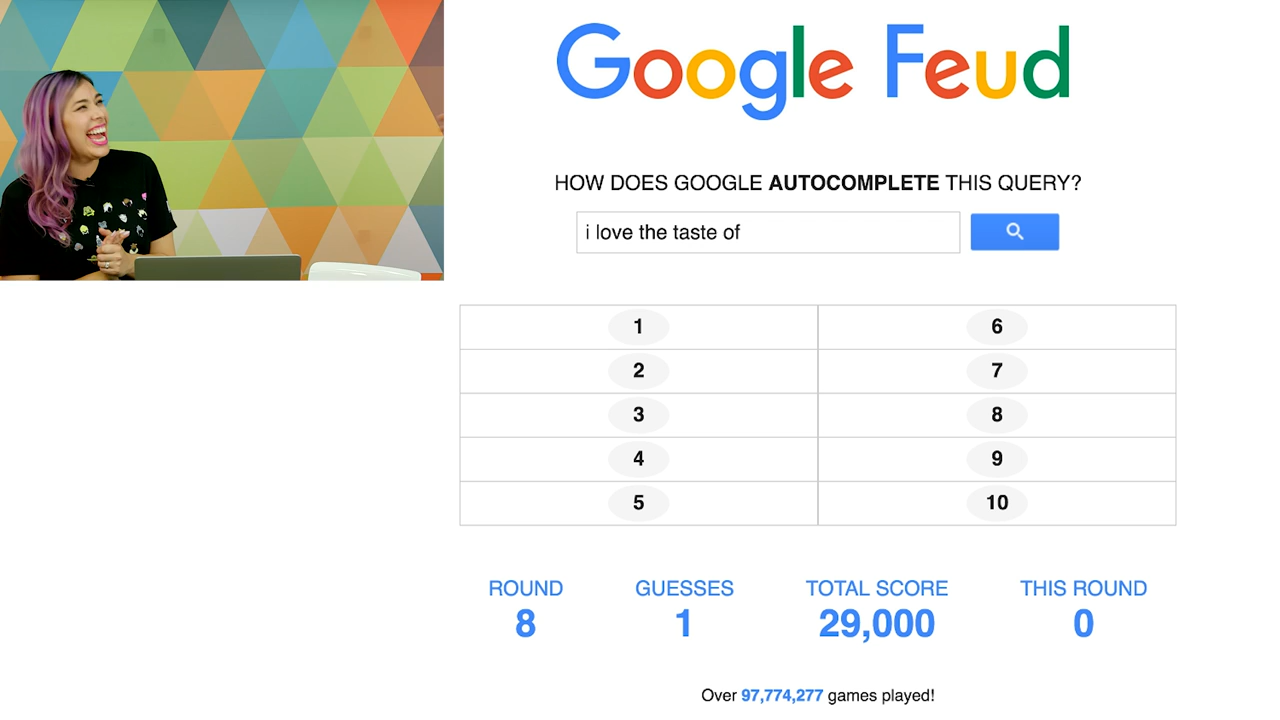 Google Feud
HOW DOES GOOGLE AUTOCOMPLETE THIS QUERY?
i love the taste of
1 6
2 7
3 8
4 9
5 10
ROUND GUESSES TOTAL SCORE THIS ROUND
8 1 29,000 0
Over 97,774,277 games played!